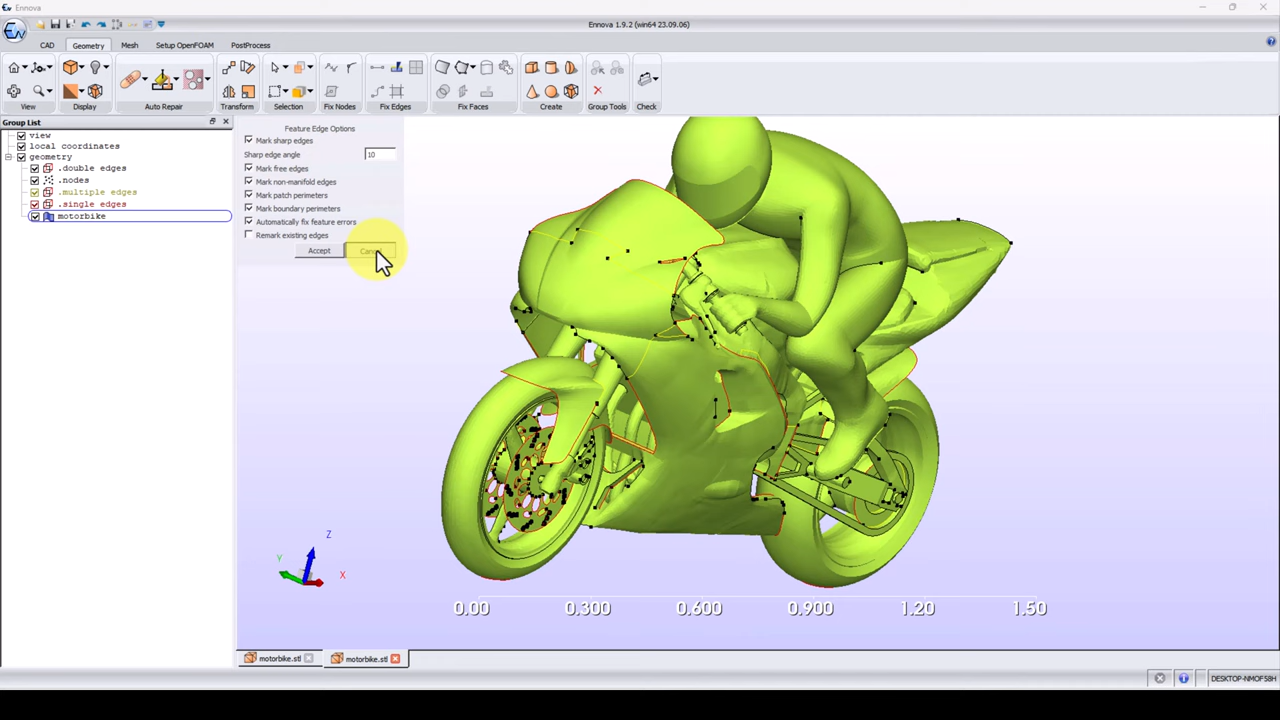 Ennova
Ennova 1.9.2 (win64 23.09.06)
CAD Geometry Mesh Setup OpenFOAM PostProcess
View Display Auto Repair Transform Selection Fix Nodes Fix Edges Fix Faces Create Group Tools Check
Group List
view
local coordinates
geometry
.double edges
.nodes
.multiple edges
.single edges
motorbike
Feature Edge Options
Mark sharp edges
Sharp edge angle 10
Mark free edges
Mark non-manifold edges
Mark patch perimeters
Mark boundary perimeters
Automatically fix feature errors
Remark existing edges
Accept
Z
Y
X
0.00 0.300 0.600 0.900 1.20 1.50
motorbike.stl motorbike.stl
DESKTOP-NMOF58H